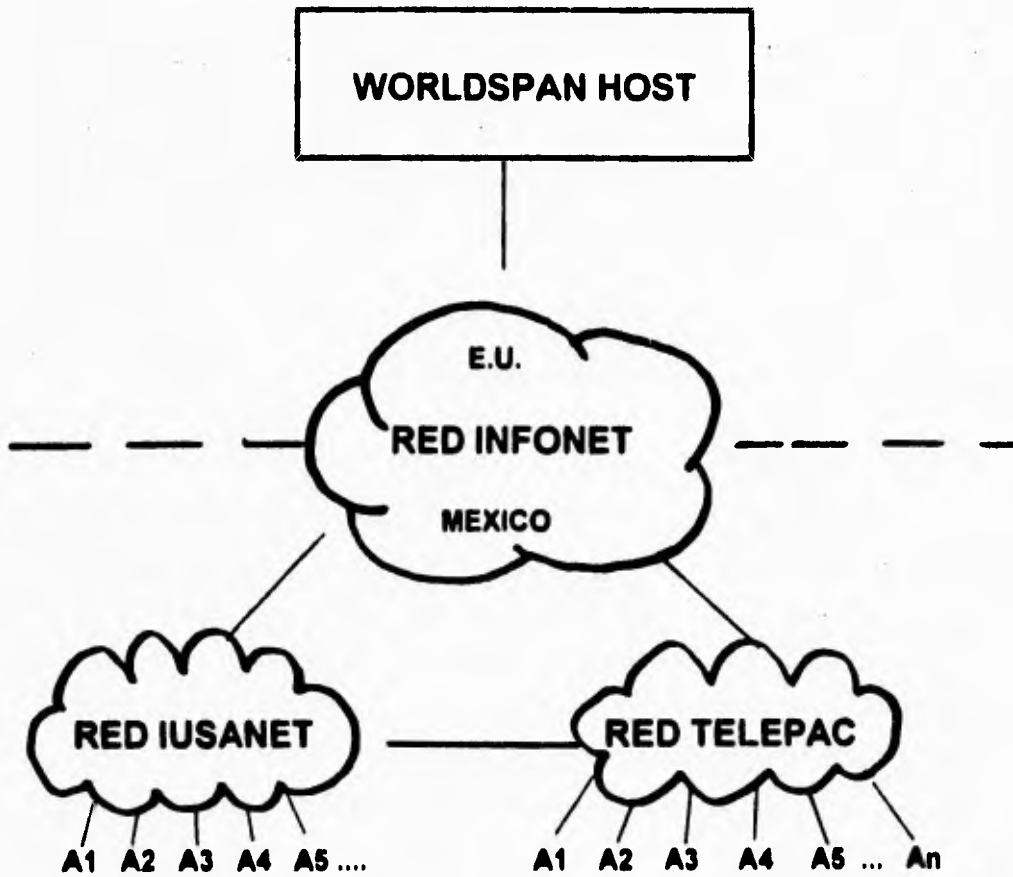 WORLDSPAN HOST
E.U.
RED INFONET
MEXICO
RED IUSANET
RED TELEPAC
A1 A2 A3 A4 A5 ....
A1 A2 A3 A4 A5 ... An